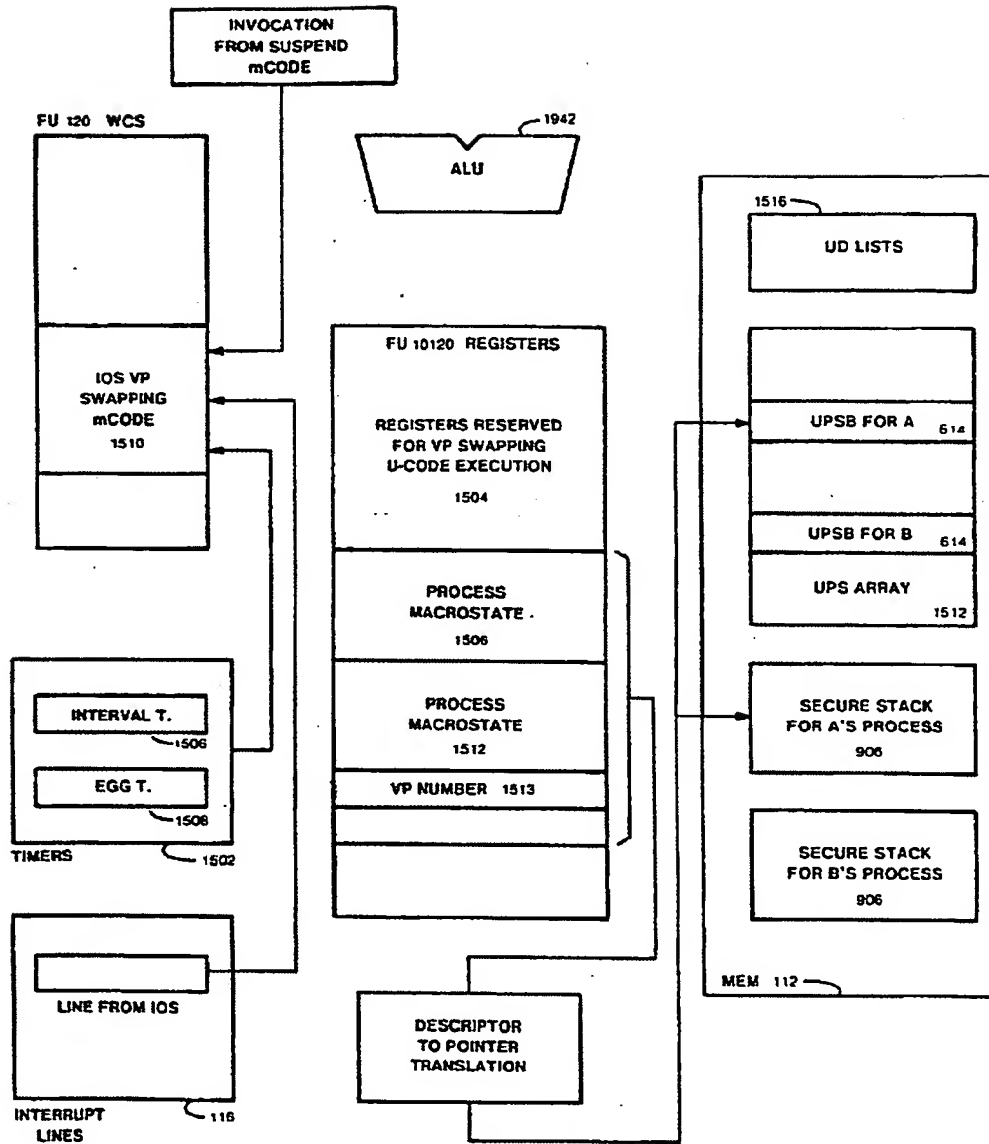 INVOCATION
FROM SUSPEND
mCODE
FU 120 WCS
1942
ALU
1516
UD LISTS
FU 10120 REGISTERS
REGISTERS RESERVED
FOR VP SWAPPING
U-CODE EXECUTION
1504
IOS VP
SWAPPING
mCODE
1510
UPSB FOR A 614
UPSB FOR B 614
UPS ARRAY
1512
PROCESS
MACROSTATE
1506
PROCESS
MACROSTATE
1512
VP NUMBER 1513
INTERVAL T.
1506
EGG T.
1508
TIMERS
1502
SECURE STACK
FOR A'S PROCESS
906
SECURE STACK
FOR B'S PROCESS
906
LINE FROM IOS
INTERRUPT
LINES
116
DESCRIPTOR
TO POINTER
TRANSLATION
MEM 112